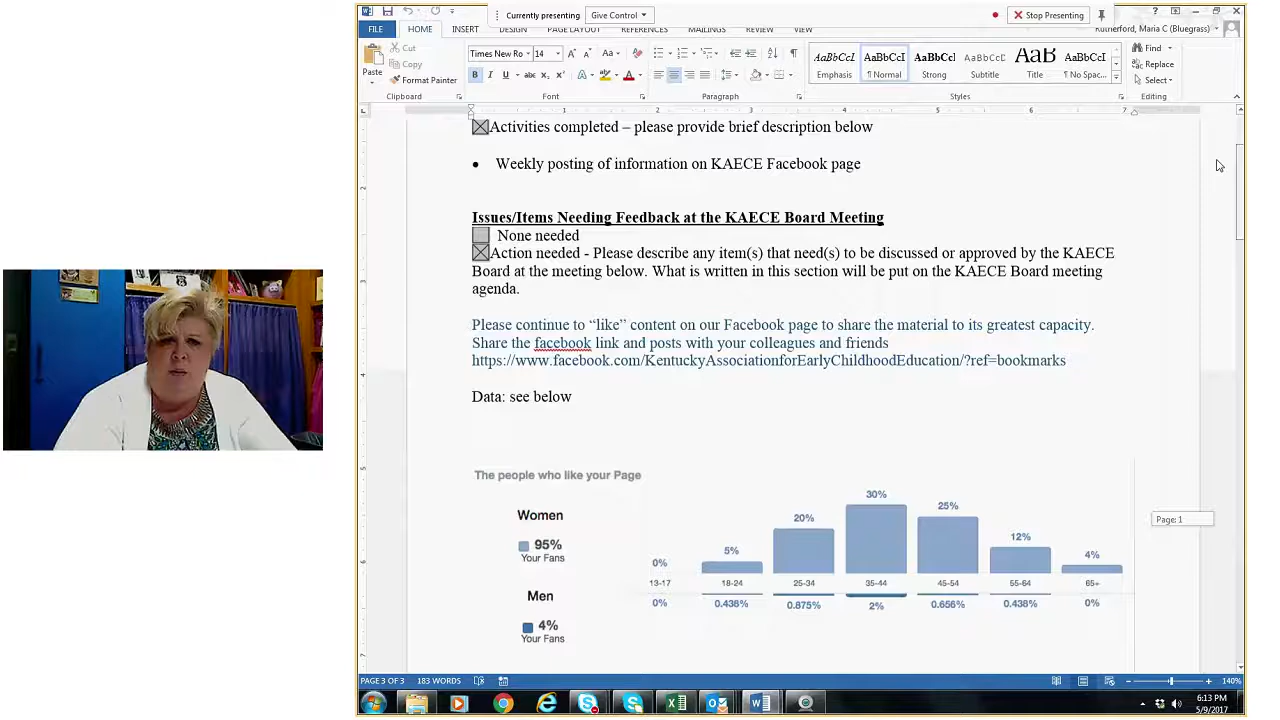 Currently presenting Give Control Stop Presenting
FILE HOME INSERT DESIGN PAGE LAYOUT REFERENCES MAILINGS REVIEW VIEW Rutherford, Maria C (Bluegrass)
Paste
Cut
Copy
Format Painter
Times New Ro 14
Find
Replace
Select
AaBbCcI AaBbCcI AaBbCcI AaBbCcD AaB AaBbCcI
Emphasis ¶ Normal Strong Subtitle Title ¶ No Spac...
Clipboard Font Paragraph Styles Editing
1 2 3 4 5 6 7
Activities completed – please provide brief description below
• Weekly posting of information on KAECE Facebook page
Issues/Items Needing Feedback at the KAECE Board Meeting
None needed
Action needed - Please describe any item(s) that need(s) to be discussed or approved by the KAECE
Board at the meeting below. What is written in this section will be put on the KAECE Board meeting
agenda.
Please continue to “like” content on our Facebook page to share the material to its greatest capacity.
Share the facebook link and posts with your colleagues and friends
https://www.facebook.com/KentuckyAssociationforEarlyChildhoodEducation/?ref=bookmarks
Data: see below
The people who like your Page
Women
95%
Your Fans
0% 5% 20% 30% 25% 12% 4%
13-17 18-24 25-34 35-44 45-54 55-64 65+
0% 0.438% 0.875% 2% 0.656% 0.438% 0%
Men
4%
Your Fans
Page: 1
PAGE 3 OF 3 183 WORDS 140%
6:13 PM
5/9/2017